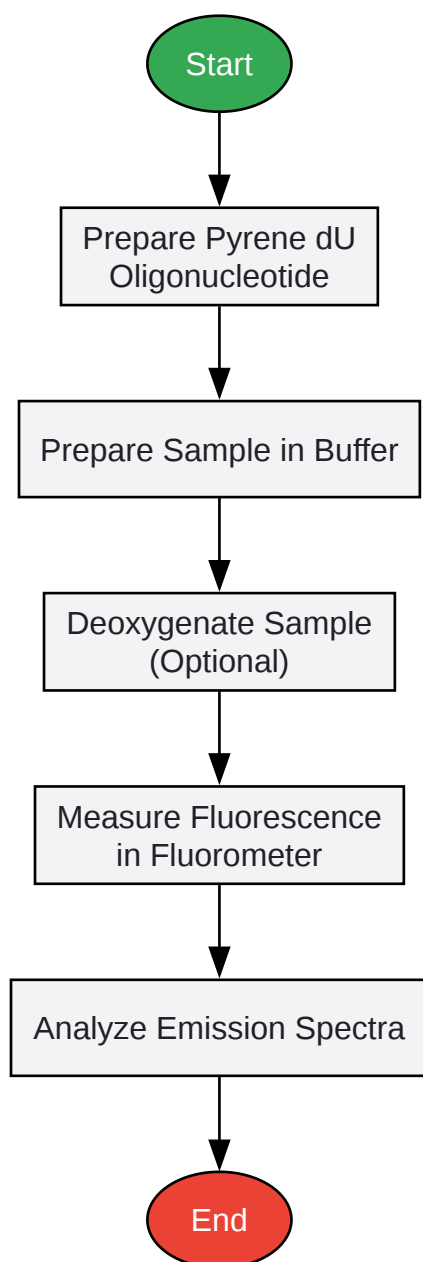 Start
Prepare Pyrene dU
Oligonucleotide
Prepare Sample in Buffer
Deoxygenate Sample
(Optional)
Measure Fluorescence
in Fluorometer
Analyze Emission Spectra
End